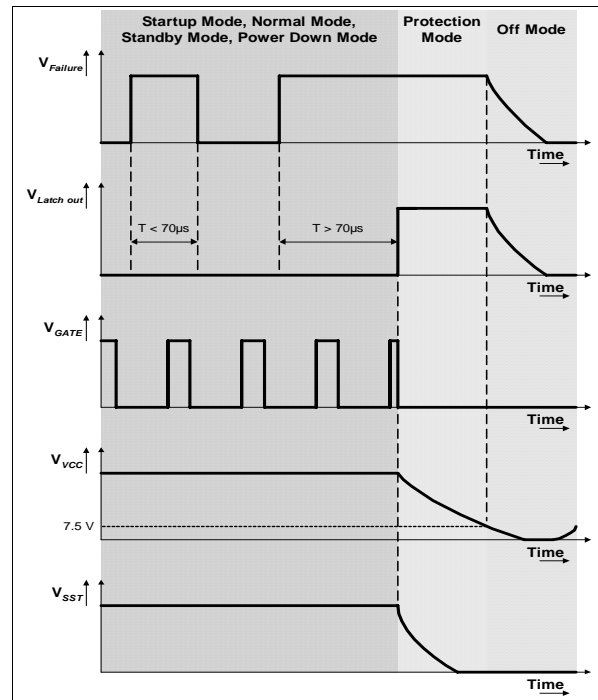 Startup Mode, Normal Mode,
Standby Mode, Power Down Mode
Protection
Mode
Off Mode
VFailure
Time
VLatch out
T < 70µs
T > 70µs
Time
VGATE
Time
VVCC
7.5 V
Time
VSST
Time